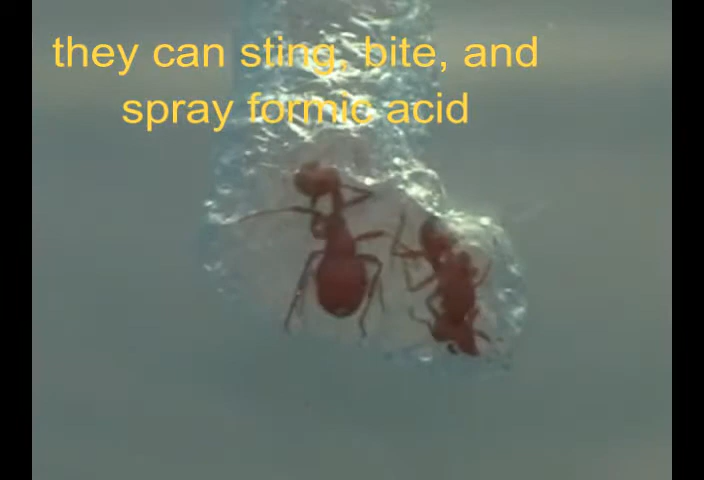 they can sting, bite, and
spray formic acid